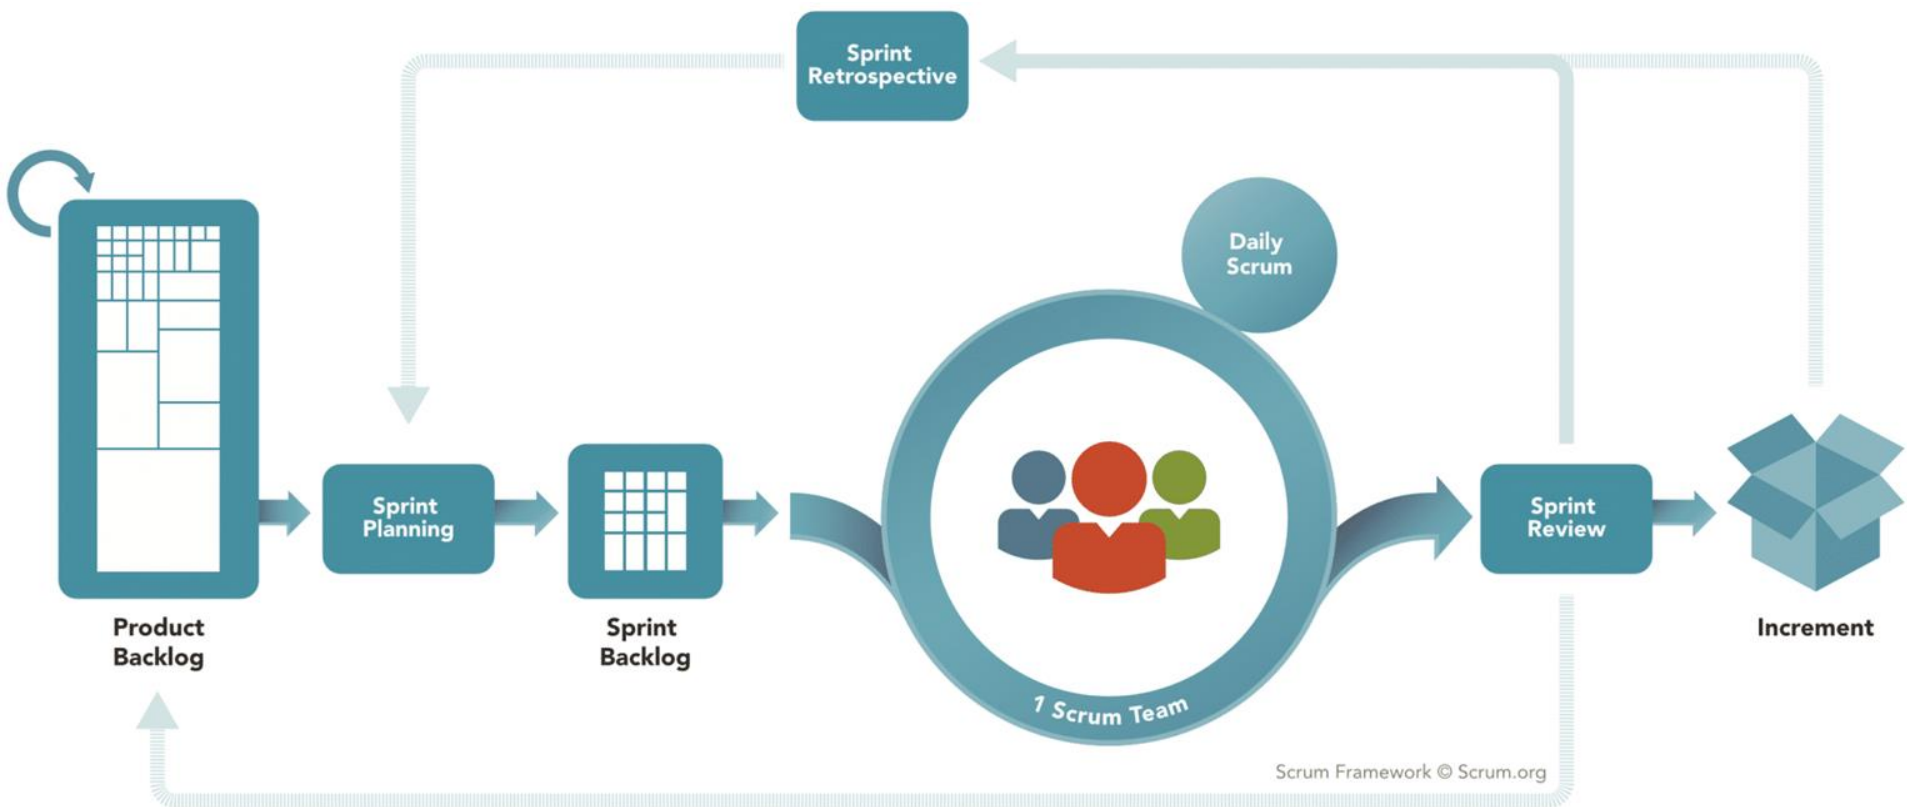 Sprint
Retrospective
Daily
Scrum
Sprint
Planning
Sprint
Review
Product
Backlog
Sprint
Backlog
Increment
1 Scrum Team
Scrum Framework © Scrum.org